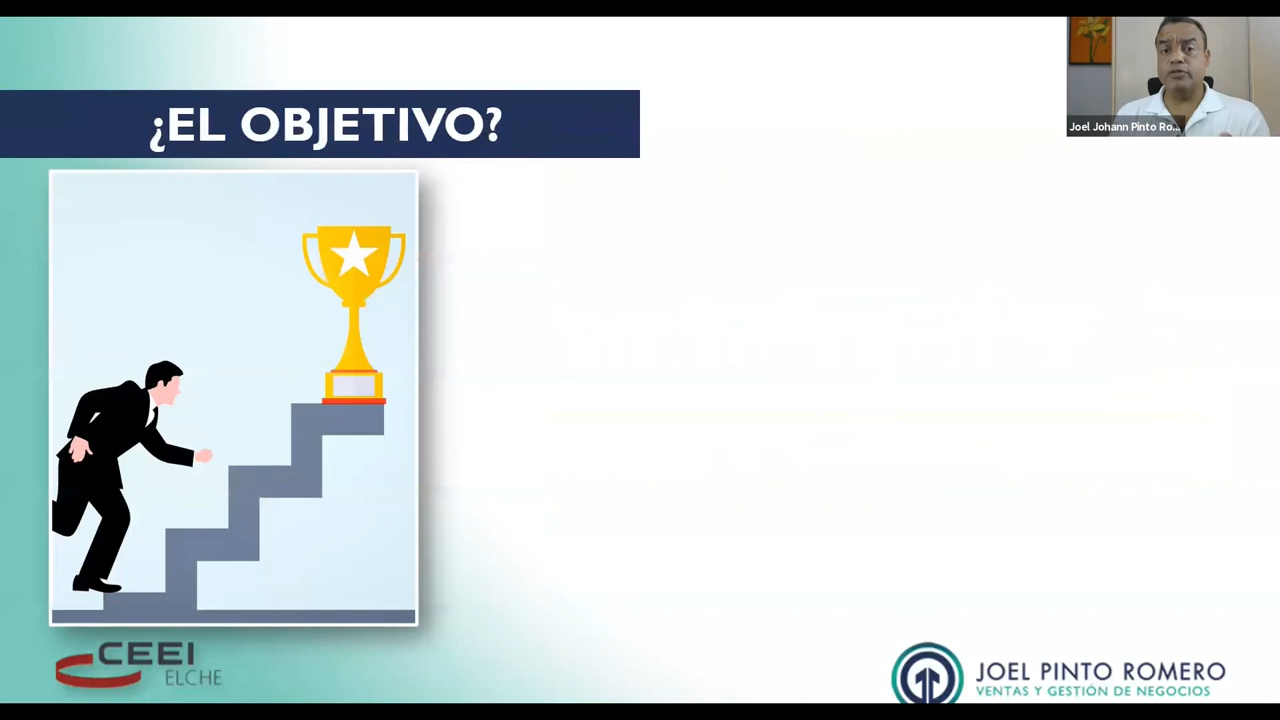 ¿EL OBJETIVO?
Joel Johann Pinto Ro...
CEEI
ELCHE
JOEL PINTO ROMERO
VENTAS Y GESTIÓN DE NEGOCIOS